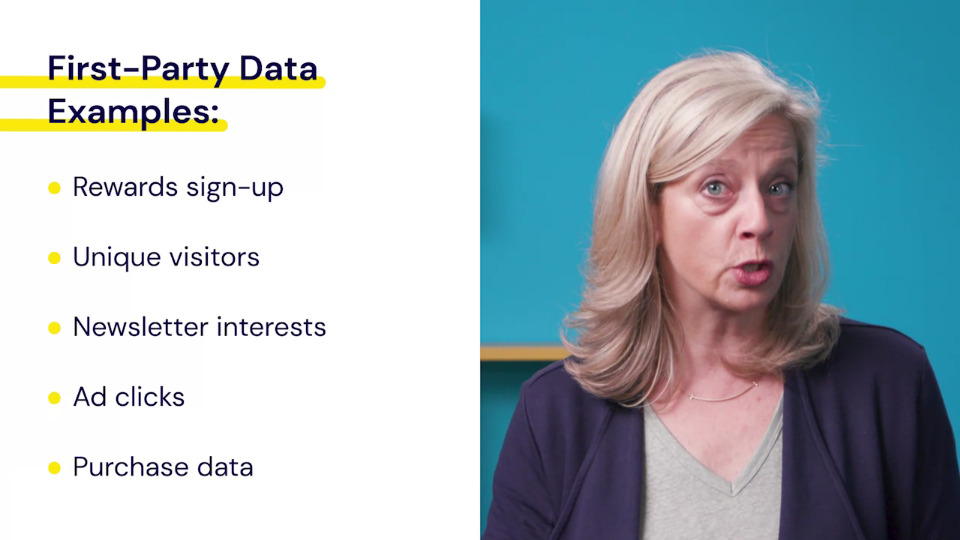 First-Party Data
Examples:
Rewards sign-up
Unique visitors
Newsletter interests
Ad clicks
Purchase data